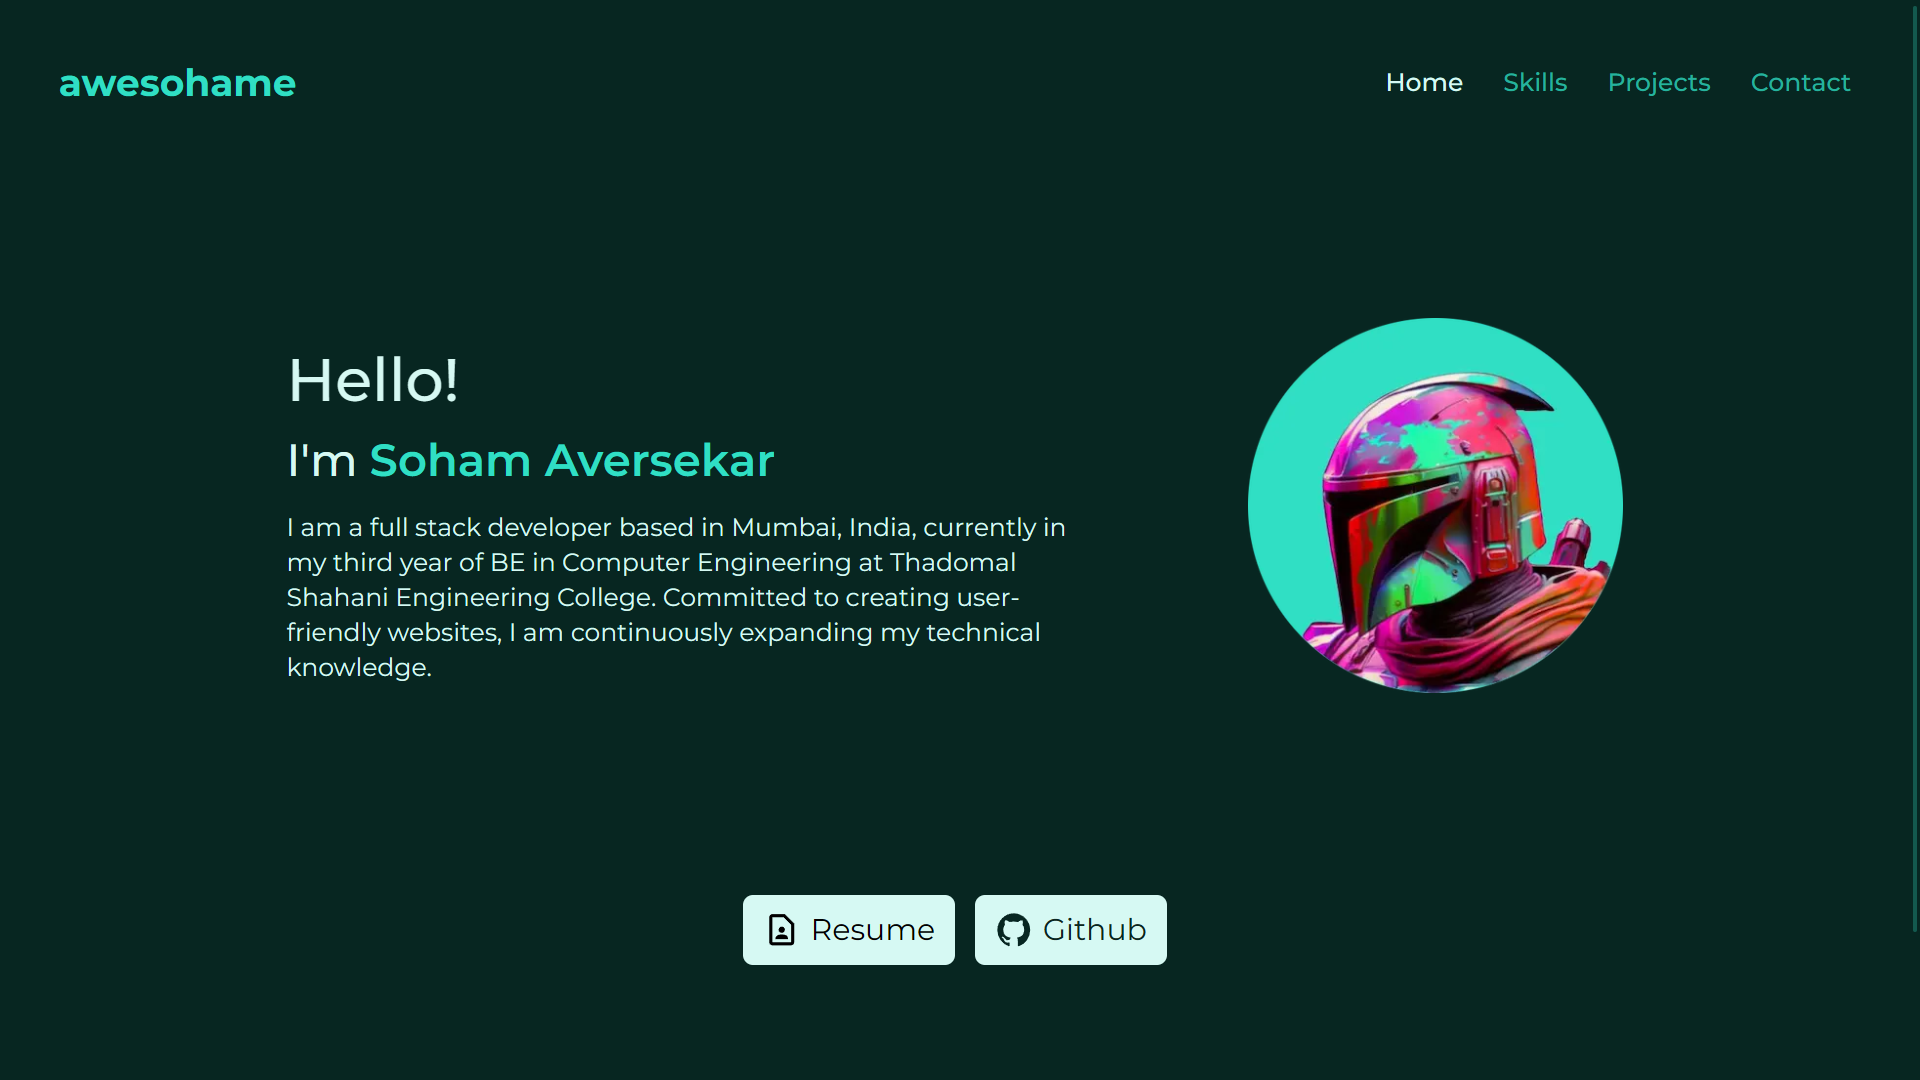 awesohame
Home Skills Projects Contact
Hello!
I'm Soham Aversekar
I am a full stack developer based in Mumbai, India, currently in
my third year of BE in Computer Engineering at Thadomal
Shahani Engineering College. Committed to creating user-
friendly websites, I am continuously expanding my technical
knowledge.
Resume
Github